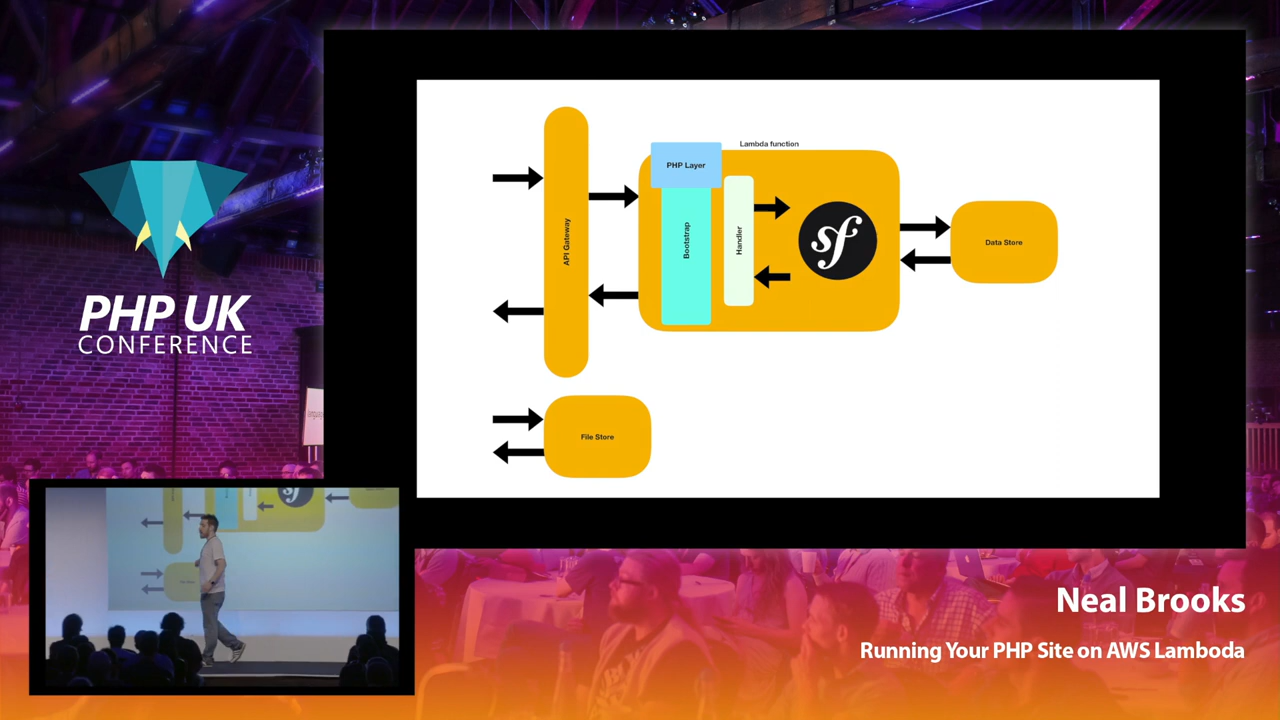 PHP UK
CONFERENCE
Lambda function
PHP Layer
API Gateway
Bootstrap
Handler
sf
Data Store
File Store
Neal Brooks
Running Your PHP Site on AWS Lamboda